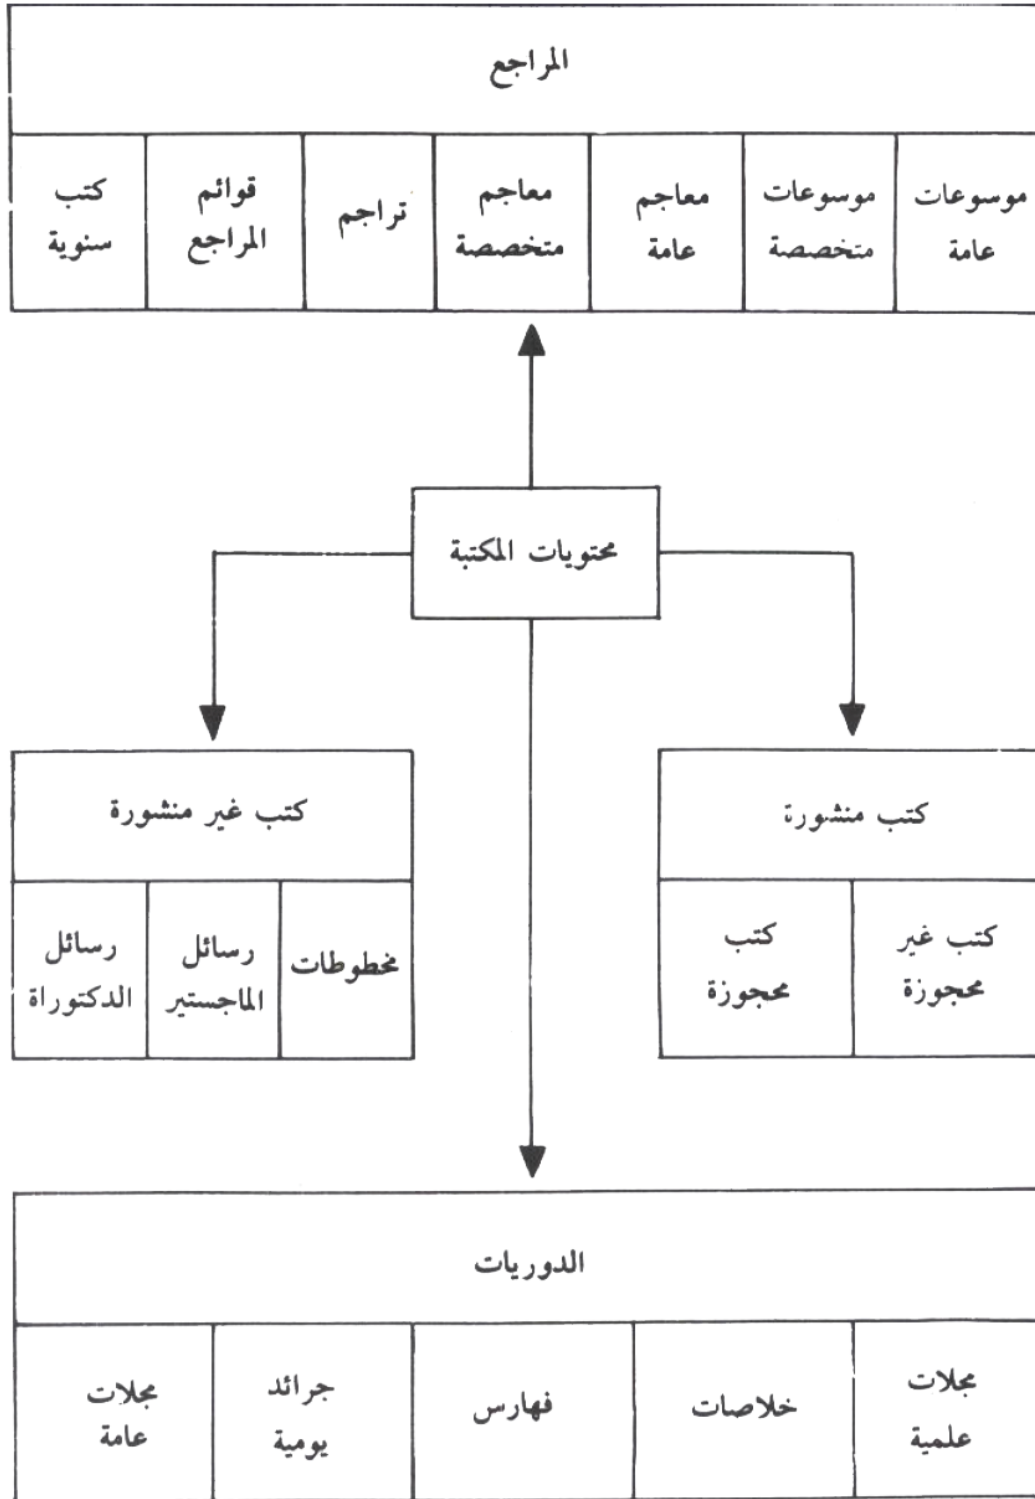 المراجع
موسوعات
عامة
موسوعات
متخصصة
معاجم
عامة
معاجم
متخصصة
تراجم
قوائم
المراجع
كتب
سنوية
محتويات المكتبة
كتب منشورة
كتب غير
محجوزة
كتب
محجوزة
كتب غير منشورة
مخطوطات
رسائل
الماجستير
رسائل
الدكتوراة
الدوريات
مجلات
علمية
خلاصات
فهارس
جرائد
يومية
مجلات
عامة